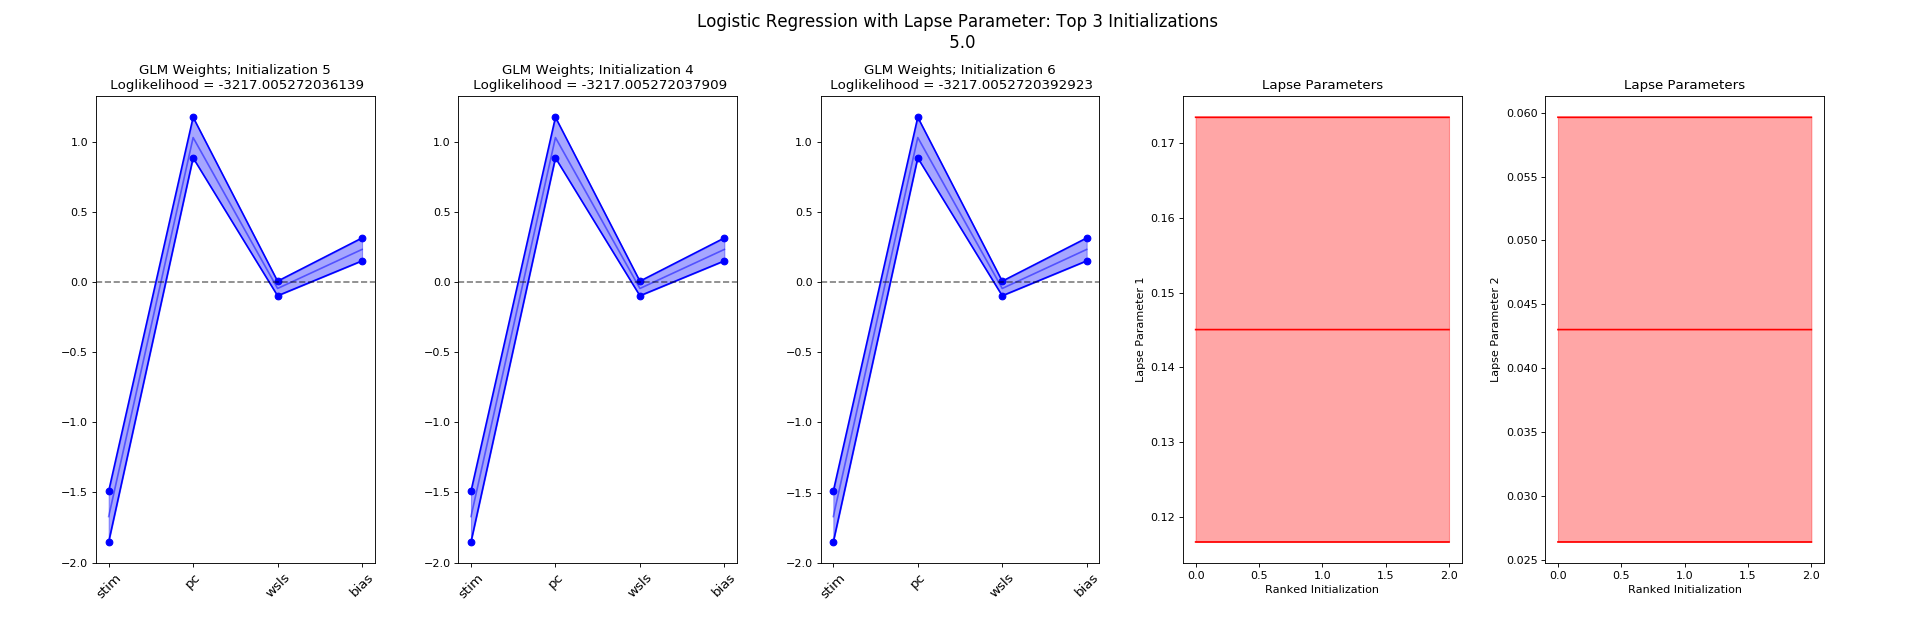 Logistic Regression with Lapse Parameter: Top 3 Initializations
5.0
GLM Weights; Initialization 5
Loglikelihood = -3217.005272036139
1.0
0.5
0.0
−0.5
−1.0
−1.5
−2.0
stim
pc
wsls
bias
GLM Weights; Initialization 4
Loglikelihood = -3217.005272037909
1.0
0.5
0.0
−0.5
−1.0
−1.5
−2.0
stim
pc
wsls
bias
GLM Weights; Initialization 6
Loglikelihood = -3217.0052720392923
1.0
0.5
0.0
−0.5
−1.0
−1.5
−2.0
stim
pc
wsls
bias
Lapse Parameters
Lapse Parameter 1
0.17
0.16
0.15
0.14
0.13
0.12
0.0
0.5
1.0
1.5
2.0
Ranked Initialization
Lapse Parameters
Lapse Parameter 2
0.060
0.055
0.050
0.045
0.040
0.035
0.030
0.025
0.0
0.5
1.0
1.5
2.0
Ranked Initialization